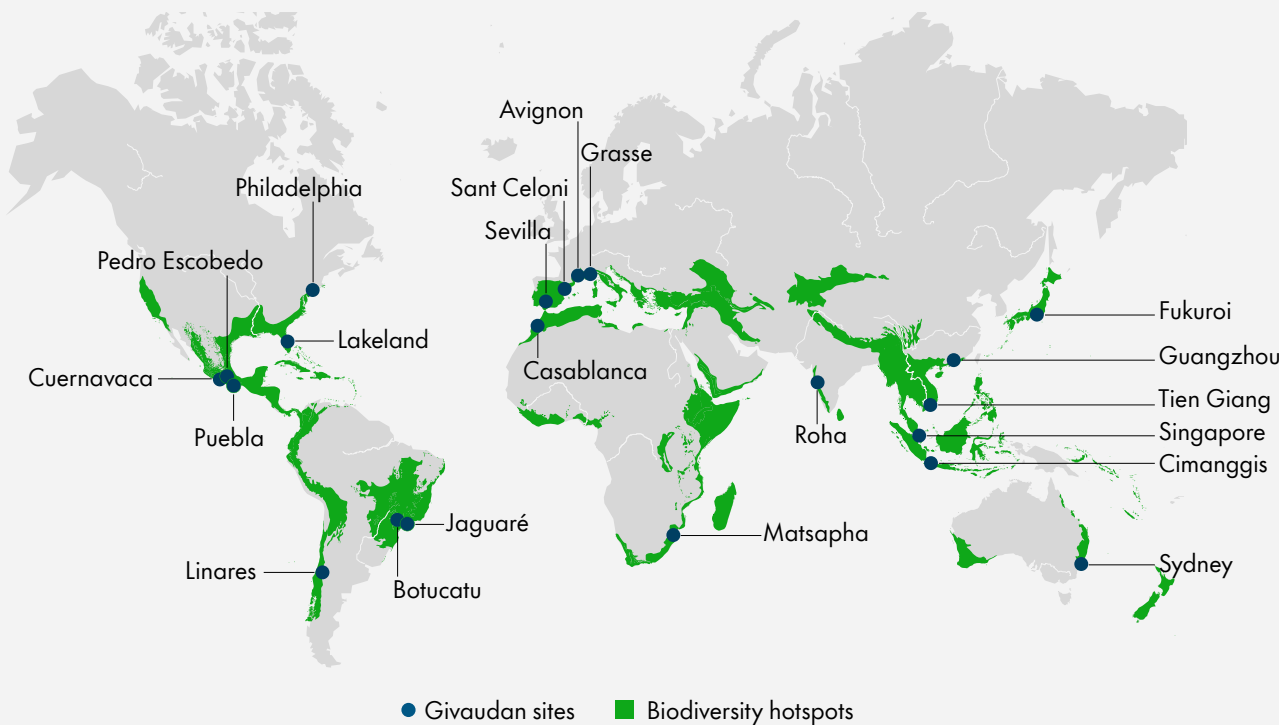 Avignon
Grasse
Philadelphia
Sant Celoni
Sevilla
Pedro Escobedo
Fukuroi
Lakeland
Guangzhou
Cuernavaca
Casablanca
Tien Giang
Puebla
Roha
Singapore
Cimanggis
Jaguaré
Matsapha
Linares
Sydney
Botucatu
Givaudan sites
Biodiversity hotspots